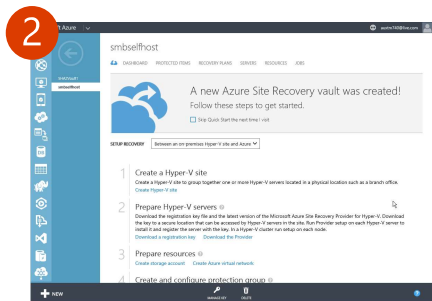 2
Microsoft Azure
austin740@live.com
smbselfhost
DASHBOARD PROTECTED ITEMS RECOVERY PLANS SERVERS RESOURCES JOBS
smbselfhost
A new Azure Site Recovery vault was created!
Follow these steps to get started.
Skip Quick Start the next time I visit
SETUP RECOVERY Between an on-premises Hyper-V site and Azure
1 Create a Hyper-V site
Create a Hyper-V site to group together one or more Hyper-V servers located in a physical location such as a branch office.
Create Hyper-V site
2 Prepare Hyper-V servers
Download the registration key file and the latest version of the Microsoft Azure Site Recovery Provider for Hyper-V. Download
the key to a secure location that can be accessed by Hyper-V servers in the site. Run Provider setup on each Hyper-V server to
install it and register the server with the key. In a Hyper-V cluster run setup on each node.
Download a registration key Download the Provider
3 Prepare resources
Create storage account Create Azure virtual network
4 Create and configure protection group
NEW
MANAGE KEY DELETE